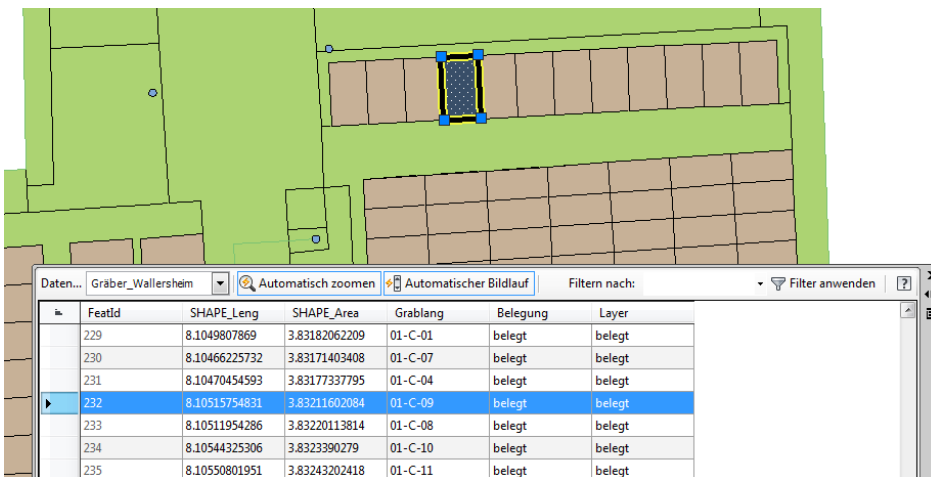 Daten... Gräber_Wallersheim Automatisch zoomen Automatischer Bildlauf Filtern nach: Filter anwenden ?
FeatId SHAPE_Leng SHAPE_Area Grablang Belegung Layer
229 8.1049807869 3.83182062209 01-C-01 belegt belegt
230 8.10466225732 3.83171403408 01-C-07 belegt belegt
231 8.10470454593 3.83177337795 01-C-04 belegt belegt
232 8.10515754831 3.83211602084 01-C-09 belegt belegt
233 8.10511954286 3.83220113814 01-C-08 belegt belegt
234 8.10544325306 3.8323390279 01-C-10 belegt belegt
235 8.10550801951 3.83243202418 01-C-11 belegt belegt